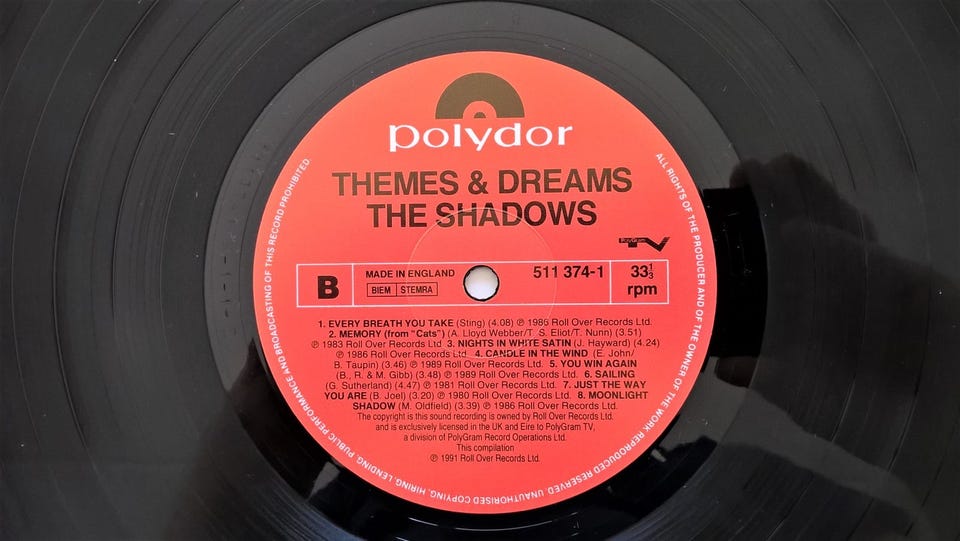 polydor
THEMES & DREAMS
THE SHADOWS
PolyGram TV
B
MADE IN ENGLAND
BIEM STEMRA
511 374-1
33⅓
rpm
1. EVERY BREATH YOU TAKE (Sting) (4.08) ℗ 1986 Roll Over Records Ltd.
2. MEMORY (from "Cats") (A. Lloyd Webber/T. S. Eliot/T. Nunn) (3.51)
℗ 1983 Roll Over Records Ltd 3. NIGHTS IN WHITE SATIN (J. Hayward) (4.24)
℗ 1986 Roll Over Records Ltd. 4. CANDLE IN THE WIND (E. John/
B. Taupin) (3.46) ℗ 1989 Roll Over Records Ltd. 5. YOU WIN AGAIN
(B., R. & M. Gibb) (3.48) ℗ 1989 Roll Over Records Ltd. 6. SAILING
(G. Sutherland) (4.47) ℗ 1981 Roll Over Records Ltd. 7. JUST THE WAY
YOU ARE (B. Joel) (3.20) ℗ 1980 Roll Over Records Ltd. 8. MOONLIGHT
SHADOW (M. Oldfield) (3.39) ℗ 1986 Roll Over Records Ltd.
The copyright is this sound recording is owned by Roll Over Records Ltd.
and is exclusively licensed in the UK and Eire to PolyGram TV,
a division of PolyGram Record Operations Ltd.
This compilation
℗ 1991 Roll Over Records Ltd.
ALL RIGHTS OF THE PRODUCER AND OF THE OWNER OF THE WORK REPRODUCED RESERVED. UNAUTHORISED COPYING, HIRING, LENDING, PUBLIC PERFORMANCE AND BROADCASTING OF THIS RECORD PROHIBITED.